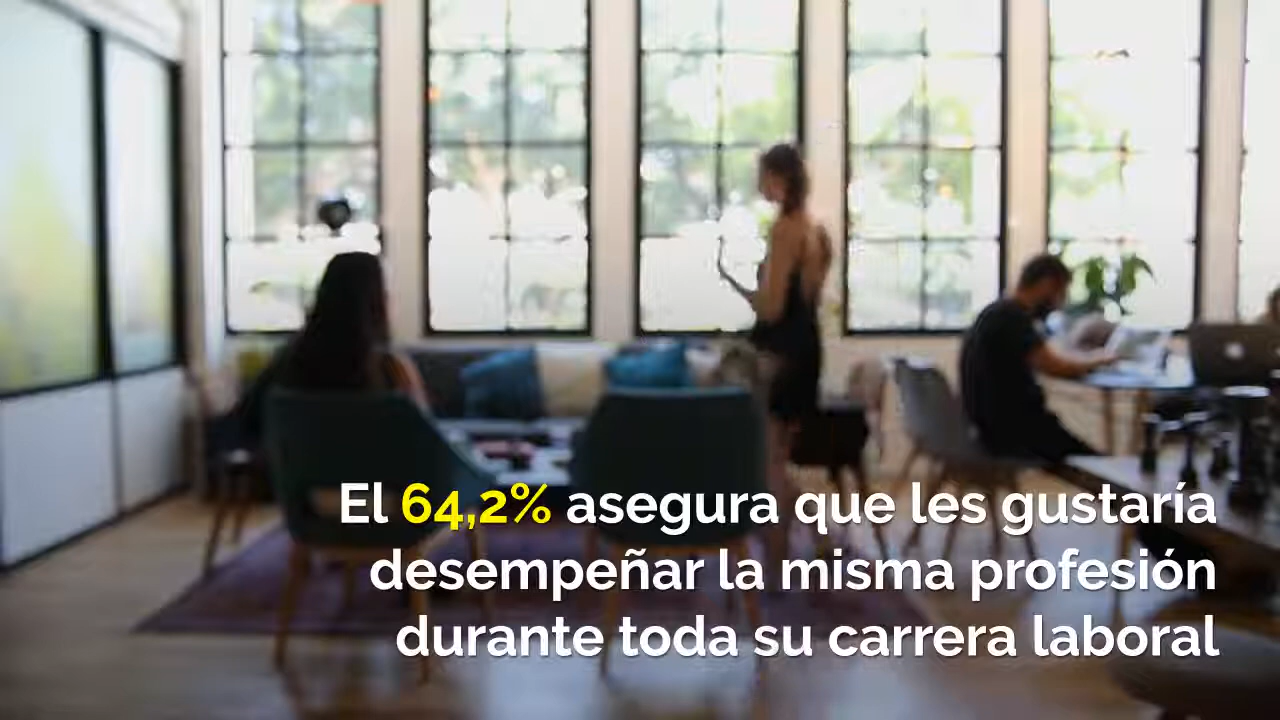 El 64,2% asegura que les gustaría
desempeñar la misma profesión
durante toda su carrera laboral